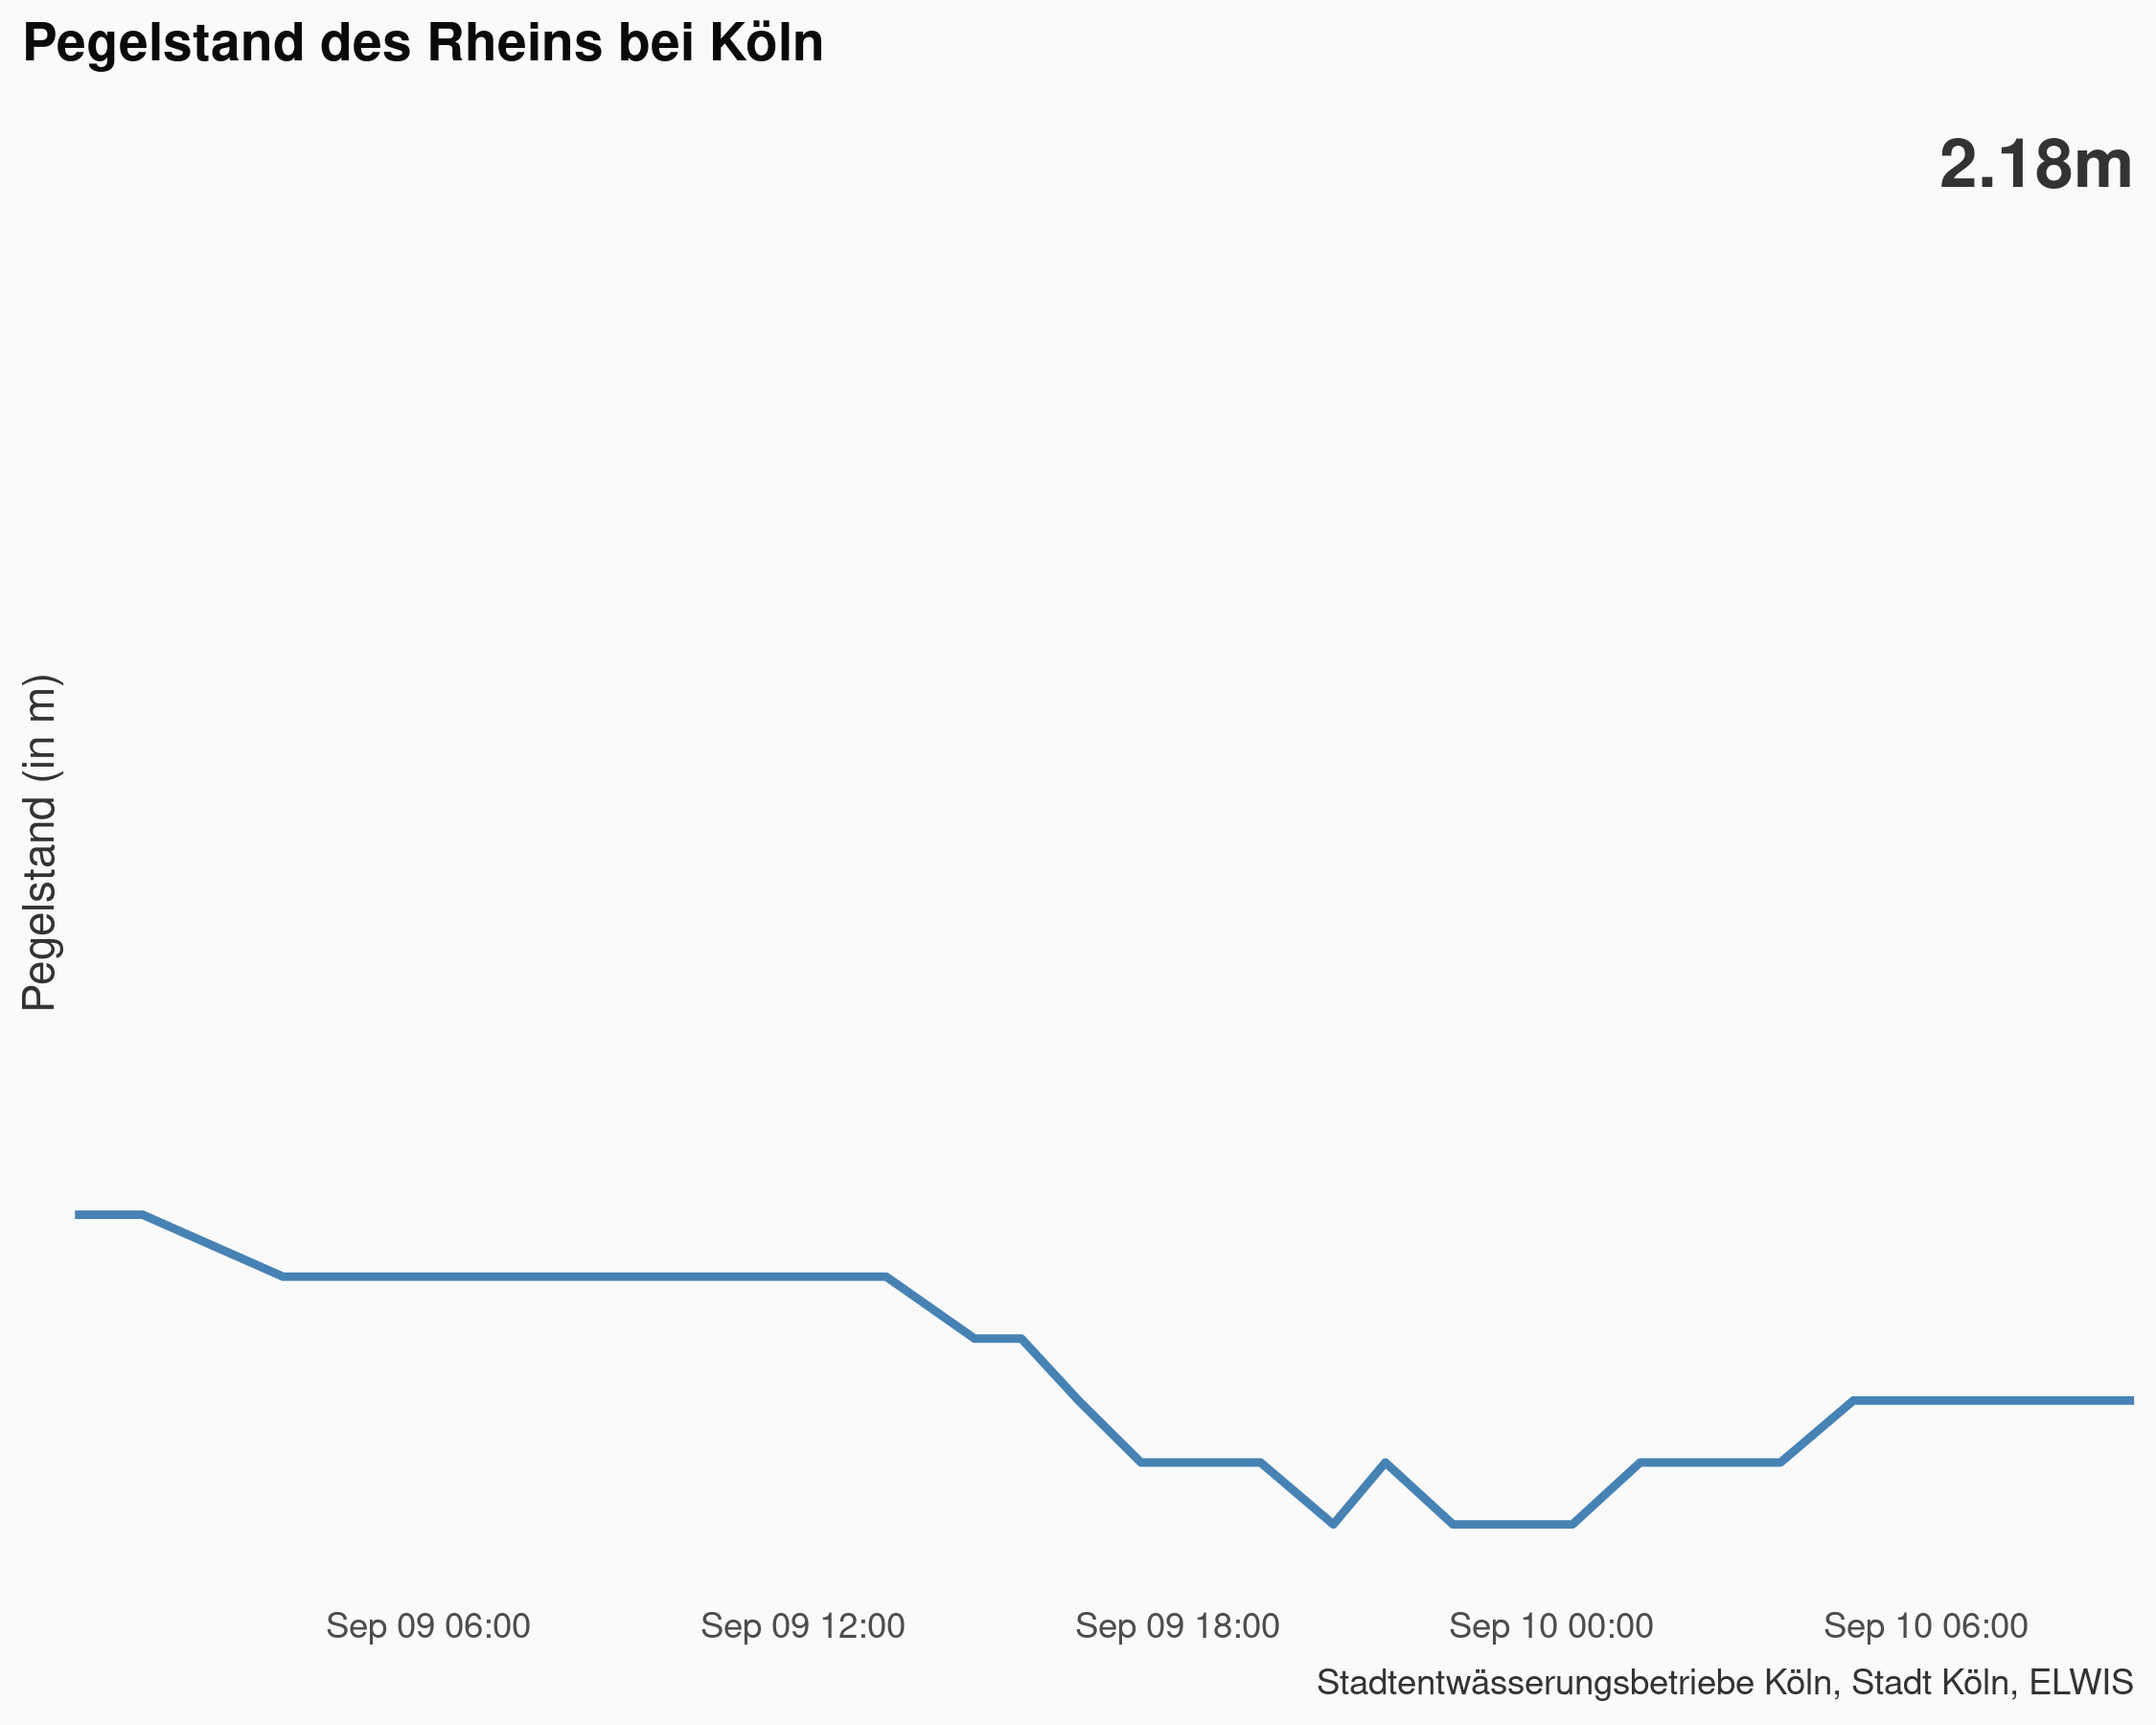 Pegelstand des Rheins bei Köln
2.18m
Pegelstand (in m)
Sep 09 06:00
Sep 09 12:00
Sep 09 18:00
Sep 10 00:00
Sep 10 06:00
Stadtentwässerungsbetriebe Köln, Stadt Köln, ELWIS